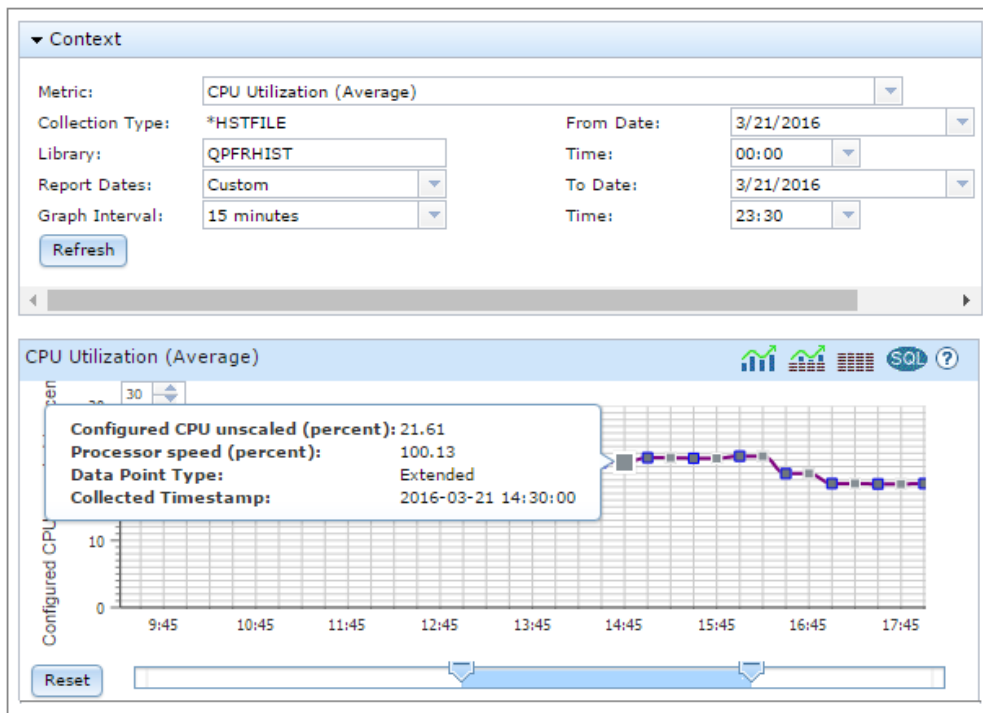 Context
Metric: CPU Utilization (Average)
Collection Type: *HSTFILE From Date: 3/21/2016
Library: QPFRHIST Time: 00:00
Report Dates: Custom To Date: 3/21/2016
Graph Interval: 15 minutes Time: 23:30
Refresh
CPU Utilization (Average)
SQL ?
30
Configured CPU unscaled (percent): 21.61
Processor speed (percent): 100.13
Data Point Type: Extended
Collected Timestamp: 2016-03-21 14:30:00
Configured CPU
10
0
9:45 10:45 11:45 12:45 13:45 14:45 15:45 16:45 17:45
Reset